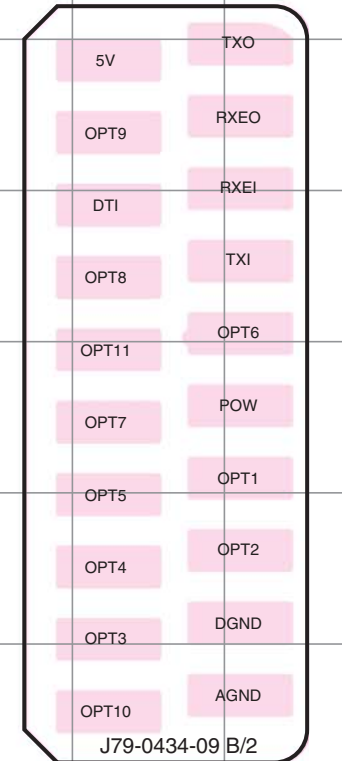 TXO
5V
RXEO
OPT9
RXEI
DTI
TXI
OPT8
OPT6
OPT11
POW
OPT7
OPT1
OPT5
OPT2
OPT4
DGND
OPT3
AGND
OPT10
J79-0434-09 B/2